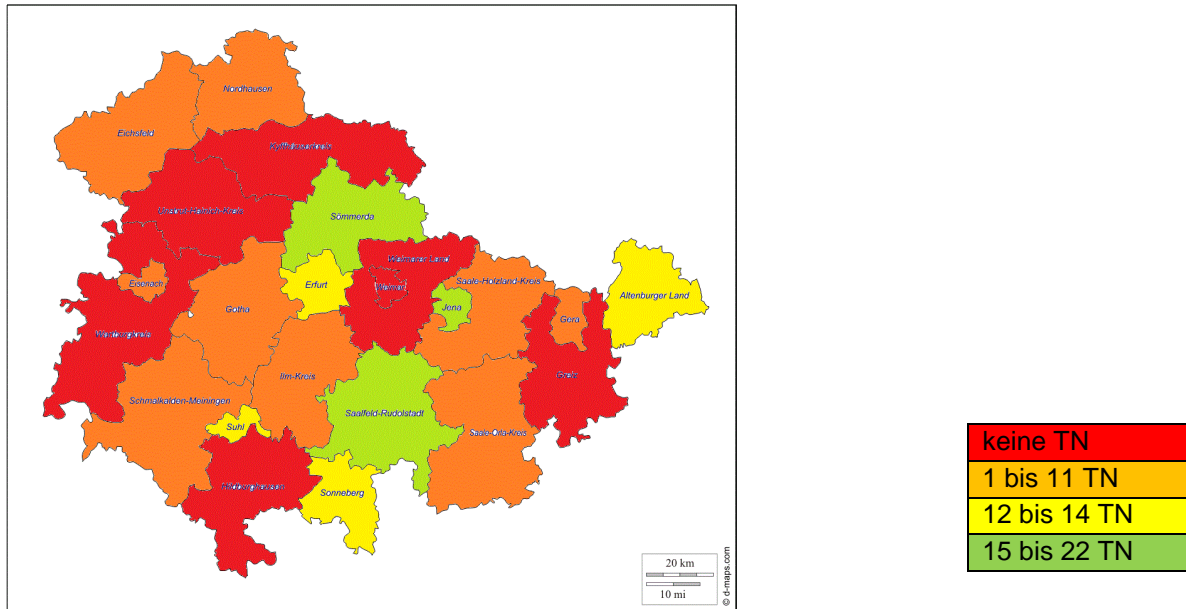 Nordhausen
Eichsfeld
Kyffhäuserkreis
Unstrut-Hainich-Kreis
Sömmerda
Weimarer Land
Eisenach
Erfurt
Weimar
Saale-Holzland-Kreis
Altenburger Land
Gotha
Jena
Gera
Wartburgkreis
Ilm-Kreis
Greiz
Schmalkalden-Meiningen
Saalfeld-Rudolstadt
Suhl
Saale-Orla-Kreis
Hildburghausen
Sonneberg
20 km
10 mi
© d-maps.com
keine TN
1 bis 11 TN
12 bis 14 TN
15 bis 22 TN